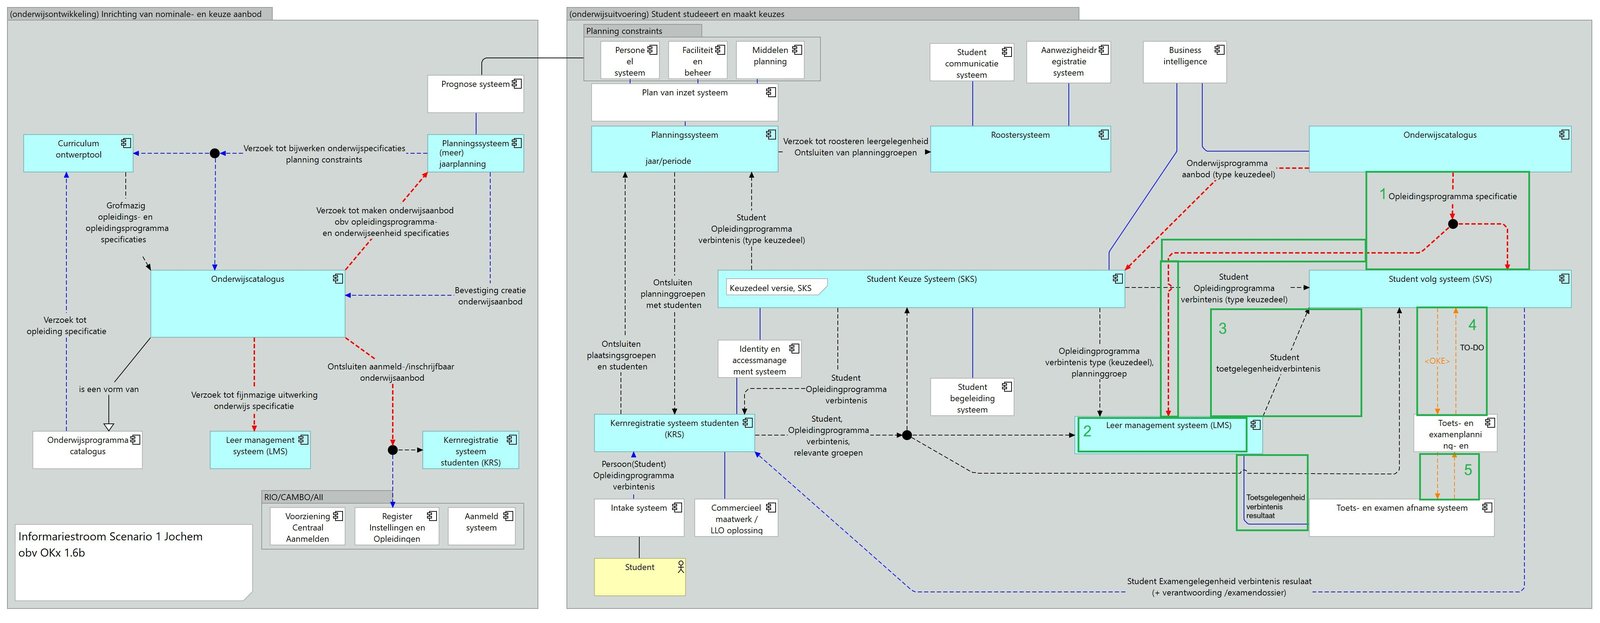 (onderwijsontwikkeling) Inrichting van nominale- en keuze aanbod
Prognose systeem
Curriculum
ontwerptool
Verzoek tot bijwerken onderwijspecificaties
planning constraints
Planningssysteem
(meer)
jaarplanning
Grofmazig
opleidings- en
opleidingsprogramma
specificaties
Verzoek tot maken onderwijsaanbod
obv opleidingsprogramma-
en onderwijseenheid specificaties
Onderwijscatalogus
Bevestiging creatie
onderwijsaanbod
Verzoek tot
opleiding specificatie
is een vorm van
Ontsluiten aanmeld-/inschrijfbaar
onderwijsaanbod
Verzoek tot fijnmazige uitwerking
onderwijs specificatie
Onderwijsprogramma
catalogus
Leer management
systeem (LMS)
Kernregistratie
systeem
studenten (KRS)
RIO/CAMBO/All
Voorziening
Centraal
Aanmelden
Register
Instellingen en
Opleidingen
Aanmeld
systeem
Informariestroom Scenario 1 Jochem
obv OKx 1.6b
(onderwijsuitvoering) Student studeeert en maakt keuzes
Planning constraints
Persone
el
systeem
Faciliteit
en
beheer
Middelen
planning
Student
communicatie
systeem
Aanwezigheidr
egistratie
systeem
Business
intelligence
Plan van inzet systeem
Planningssysteem
jaar/periode
Verzoek tot roosteren leergelegenheid
Ontsluiten van planninggroepen
Roostersysteem
Onderwijscatalogus
Onderwijsprogramma
aanbod (type keuzedeel)
1
Opleidingsprogramma specificatie
Student
Opleidingprogramma
verbintenis (type keuzedeel)
Ontsluiten
planninggroepen
met studenten
Student Keuze Systeem (SKS)
Keuzedeel versie, SKS
Student
Opleidingprogramma
verbintenis (type keuzedeel)
Student volg systeem (SVS)
Ontsluiten
plaatsingsgroepen
en studenten
Identity en
accessmanage
ment systeem
Opleidingprogramma
verbintenis type (keuzedeel),
planninggroep
3
Student
toetgelegenheidverbintenis
4
TO-DO
<OKE>
Student
Opleidingprogramma
verbintenis
Student
begeleiding
systeem
Kernregistratie systeem studenten
(KRS)
Student,
Opleidingprogramma
verbintenis,
relevante groepen
2
Leer management systeem (LMS)
Toets- en
examenplanni
ng- en
Persoon(Student)
Opleidingprogramma
verbintenis
5
Intake systeem
Commercieel
maatwerk /
LLO oplossing
Toetsgelegenheid
verbintenis
resultaat
Toets- en examen afname systeem
Student
Student Examengelegenheid verbintenis resulaat
(+ verantwoording /examendossier)